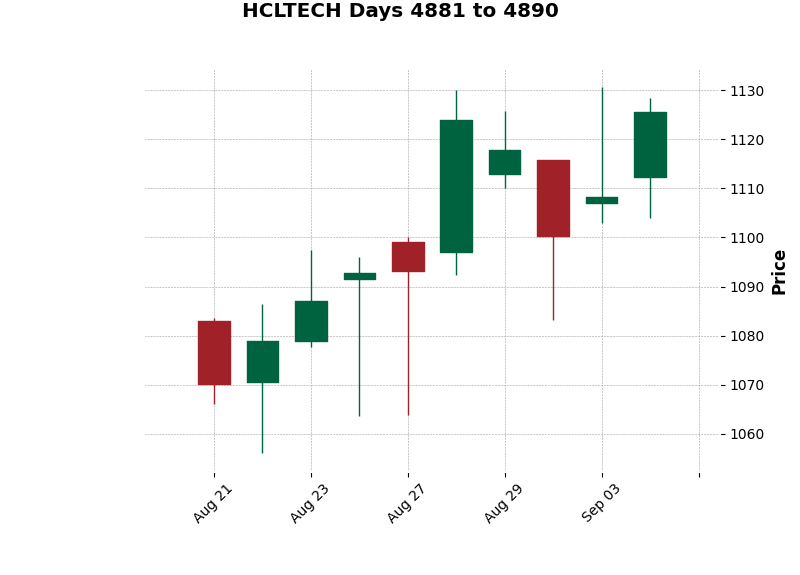 HCLTECH Days 4881 to 4890
1130
1120
1110
1100
1090
1080
1070
1060
Price
Aug 21
Aug 23
Aug 27
Aug 29
Sep 03